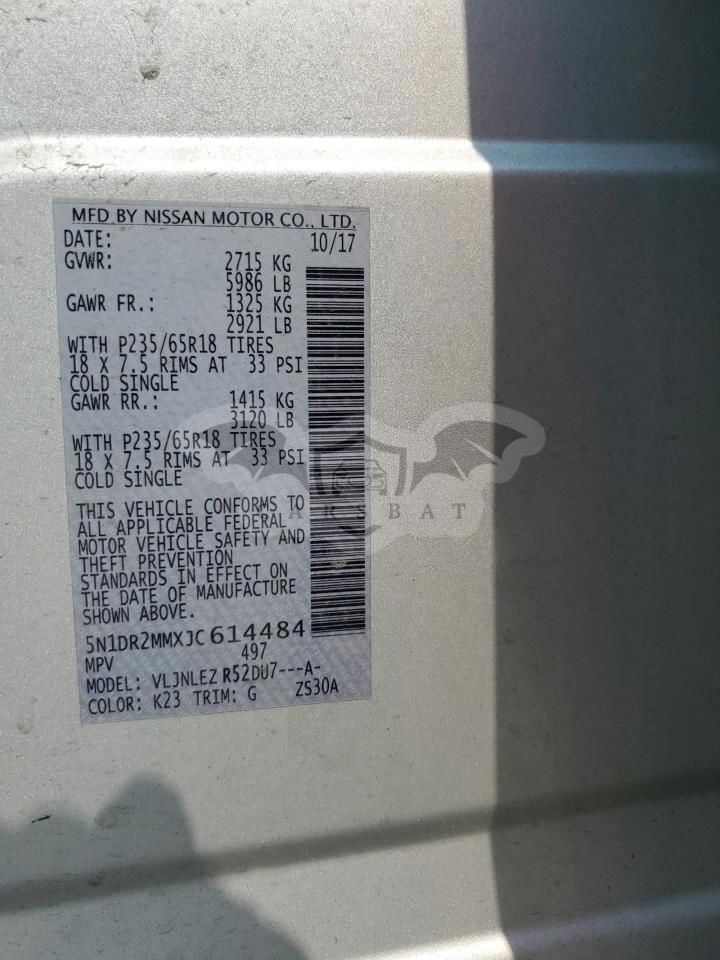 MFD BY NISSAN MOTOR CO., LTD.
DATE: 10/17
GVWR: 2715 KG
5986 LB
GAWR FR.: 1325 KG
2921 LB
WITH P235/65R18 TIRES
18 X 7.5 RIMS AT 33 PSI
COLD SINGLE
GAWR RR.: 1415 KG
3120 LB
WITH P235/65R18 TIRES
18 X 7.5 RIMS AT 33 PSI
COLD SINGLE
THIS VEHICLE CONFORMS TO
ALL APPLICABLE FEDERAL
MOTOR VEHICLE SAFETY AND
THEFT PREVENTION
STANDARDS IN EFFECT ON
THE DATE OF MANUFACTURE
SHOWN ABOVE.
5N1DR2MMXJC614484
MPV 497
MODEL: VLJNLEZ R52DU7---A-
COLOR: K23 TRIM: G ZS30A
CARSBAT